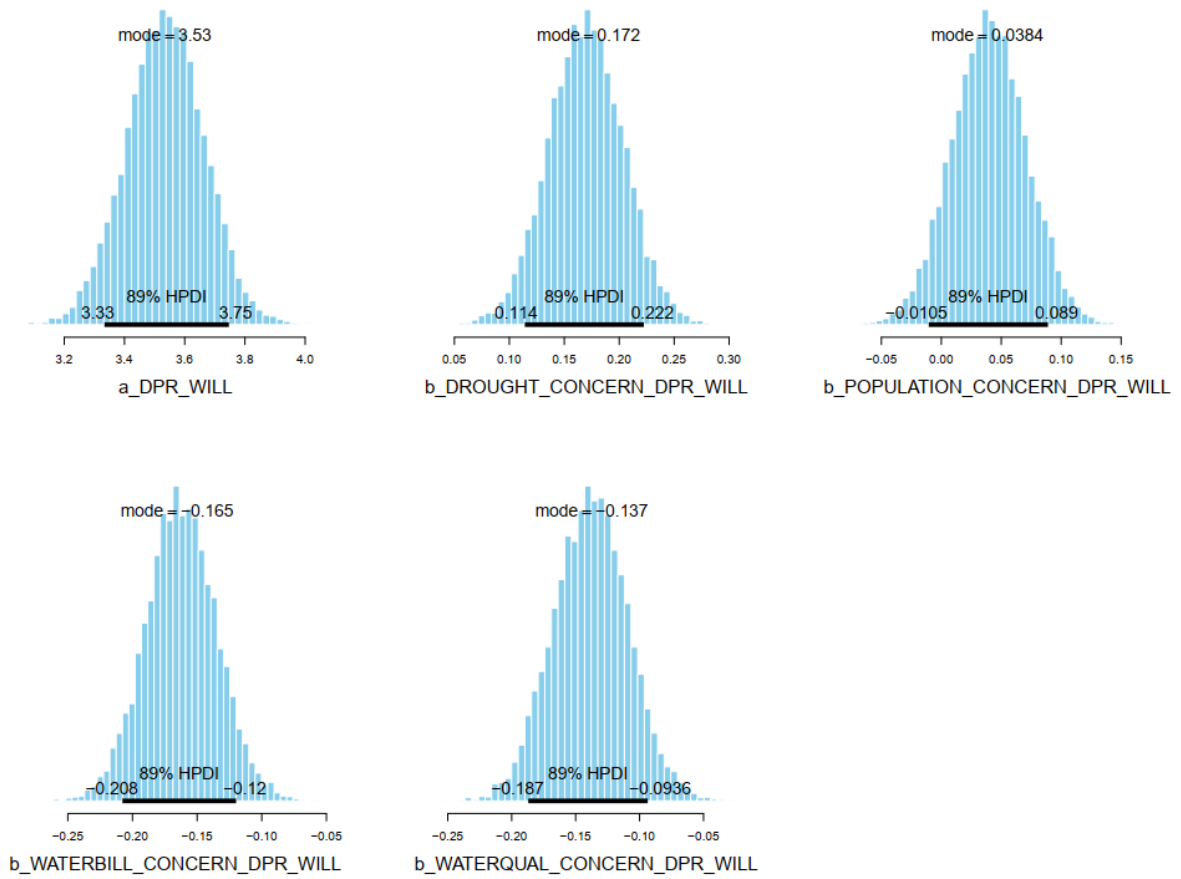 mode = 3.53
89% HPDI
3.33 3.75
3.2 3.4 3.6 3.8 4.0
a_DPR_WILL
mode = 0.172
89% HPDI
0.114 0.222
0.05 0.10 0.15 0.20 0.25 0.30
b_DROUGHT_CONCERN_DPR_WILL
mode = 0.0384
89% HPDI
−0.0105 0.089
−0.05 0.00 0.05 0.10 0.15
b_POPULATION_CONCERN_DPR_WILL
mode = −0.165
89% HPDI
−0.208 −0.12
−0.25 −0.20 −0.15 −0.10 −0.05
b_WATERBILL_CONCERN_DPR_WILL
mode = −0.137
89% HPDI
−0.187 −0.0936
−0.25 −0.20 −0.15 −0.10 −0.05
b_WATERQUAL_CONCERN_DPR_WILL